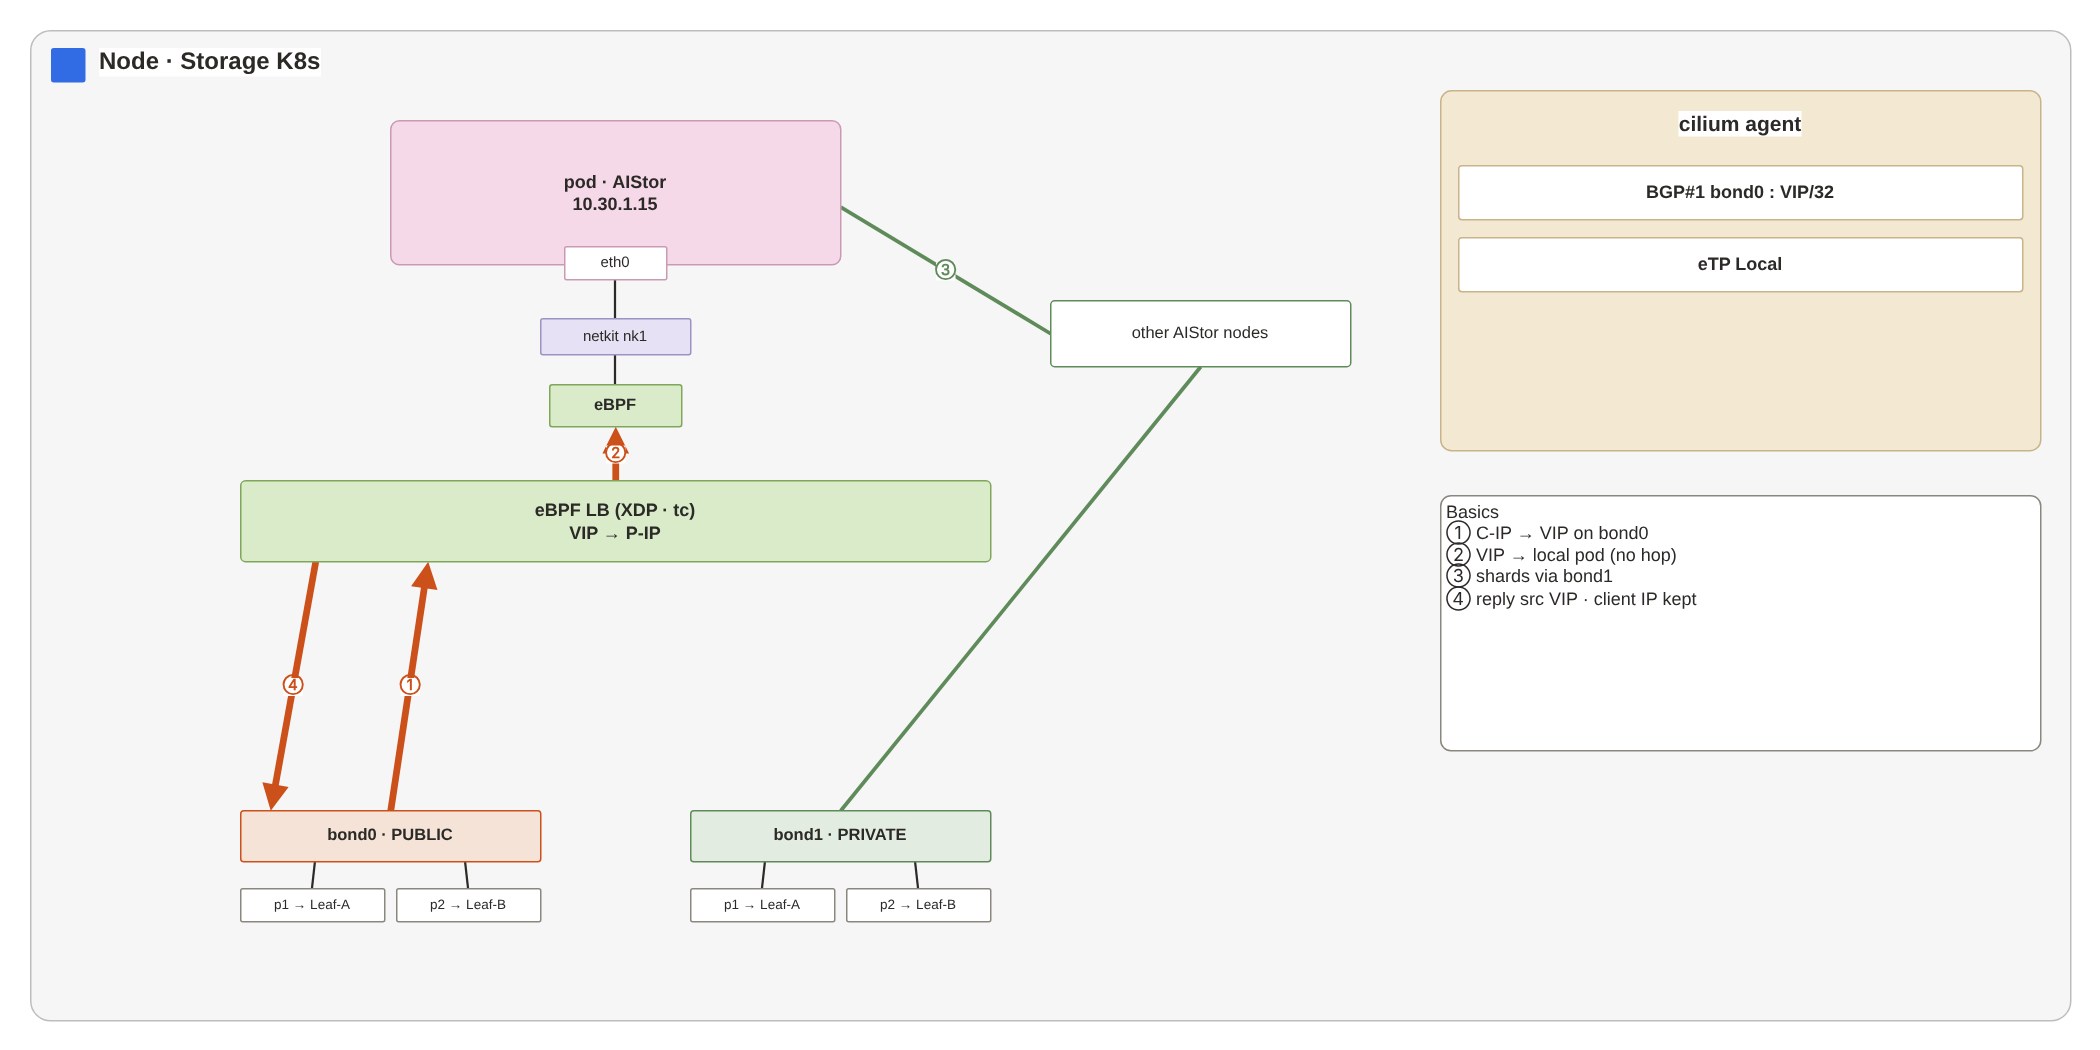 Node · Storage K8s
pod · AIStor
10.30.1.15
eth0
netkit nk1
eBPF
②
eBPF LB (XDP · tc)
VIP → P-IP
④
①
③
other AIStor nodes
bond0 · PUBLIC
p1 → Leaf-A
p2 → Leaf-B
bond1 · PRIVATE
p1 → Leaf-A
p2 → Leaf-B
cilium agent
BGP#1 bond0 : VIP/32
eTP Local
Basics
① C-IP → VIP on bond0
② VIP → local pod (no hop)
③ shards via bond1
④ reply src VIP · client IP kept